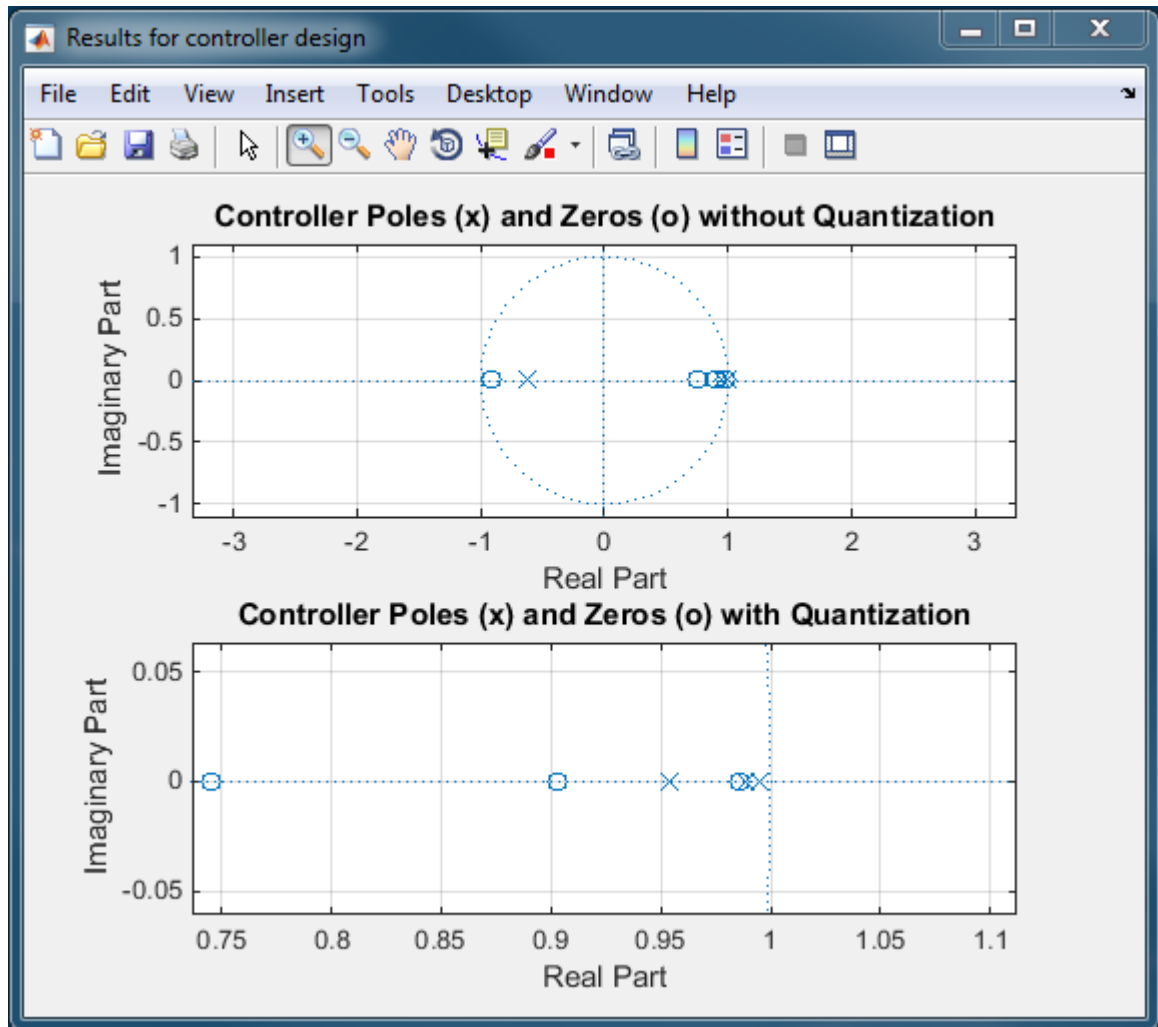 Results for controller design
File Edit View Insert Tools Desktop Window Help
Controller Poles (x) and Zeros (o) without Quantization
1
0.5
0
-0.5
-1
Imaginary Part
-3 -2 -1 0 1 2 3
Real Part
Controller Poles (x) and Zeros (o) with Quantization
0.05
0
-0.05
Imaginary Part
0.75 0.8 0.85 0.9 0.95 1 1.05 1.1
Real Part